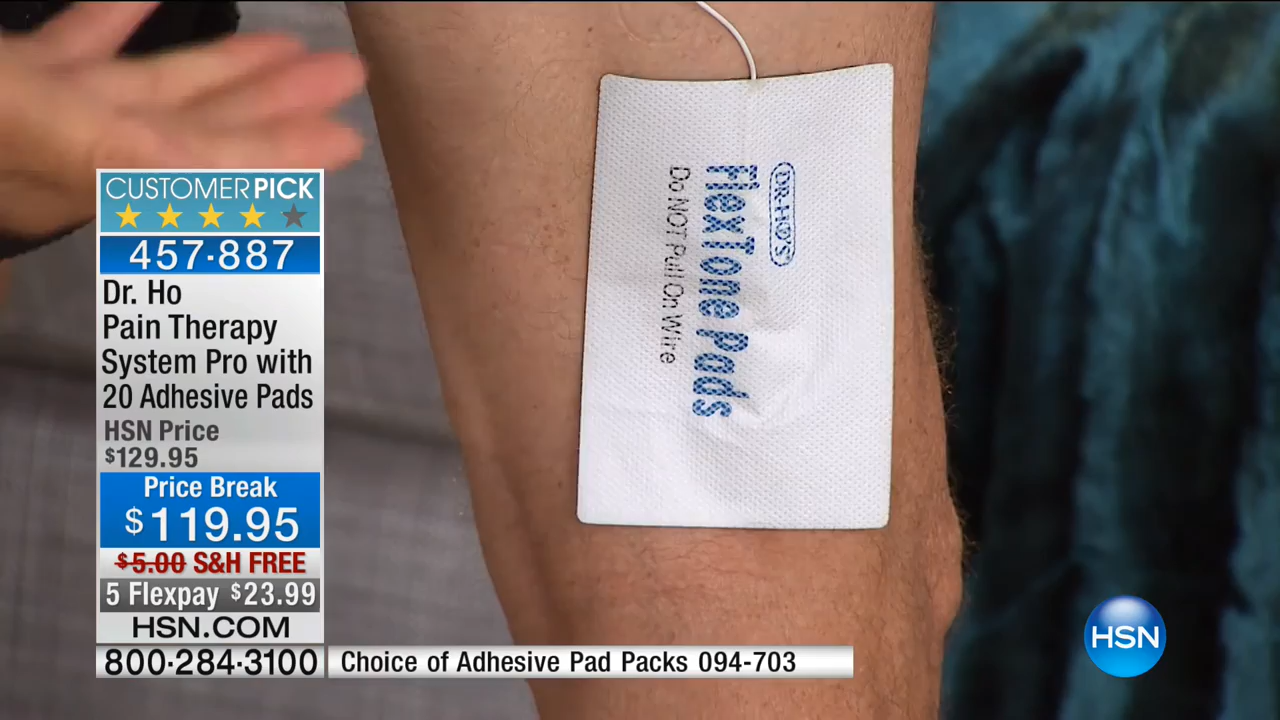 CUSTOMERPICK
457·887
Dr. Ho
Pain Therapy
System Pro with
20 Adhesive Pads
HSN Price
$129.95
Price Break
$119.95
$5.00 S&H FREE
5 Flexpay $23.99
HSN.COM
800·284·3100
Choice of Adhesive Pad Packs 094-703
DR-HO'S
FlexTone Pads
Do NOT Pull On Wire
HSN